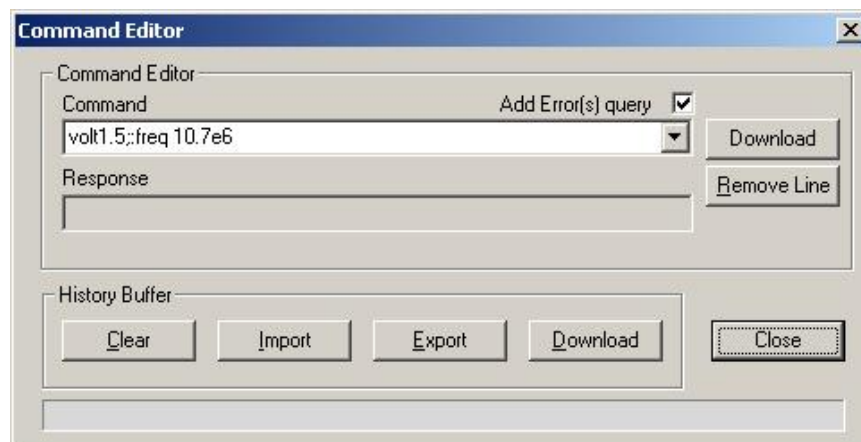 Command Editor
Command Editor
Command Add Error(s) query
volt1.5;:freq 10.7e6
Download
Response
Remove Line
History Buffer
Clear Import Export Download Close